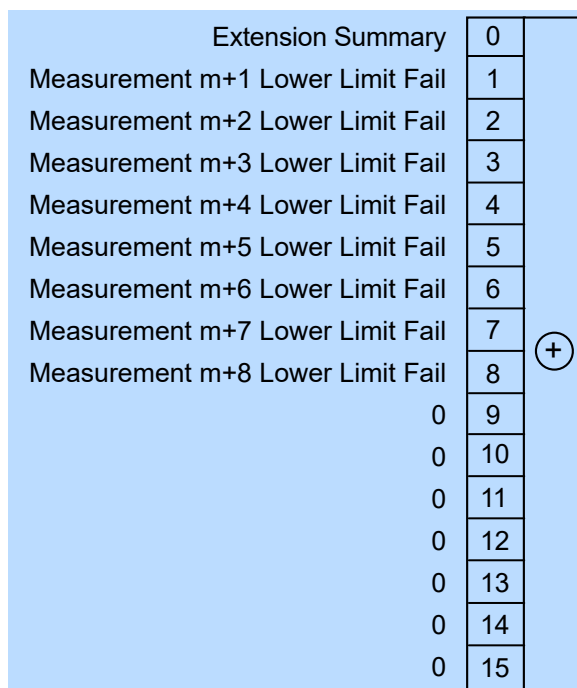 Extension Summary 0
Measurement m+1 Lower Limit Fail 1
Measurement m+2 Lower Limit Fail 2
Measurement m+3 Lower Limit Fail 3
Measurement m+4 Lower Limit Fail 4
Measurement m+5 Lower Limit Fail 5
Measurement m+6 Lower Limit Fail 6
Measurement m+7 Lower Limit Fail 7
+
Measurement m+8 Lower Limit Fail 8
0 9
0 10
0 11
0 12
0 13
0 14
0 15